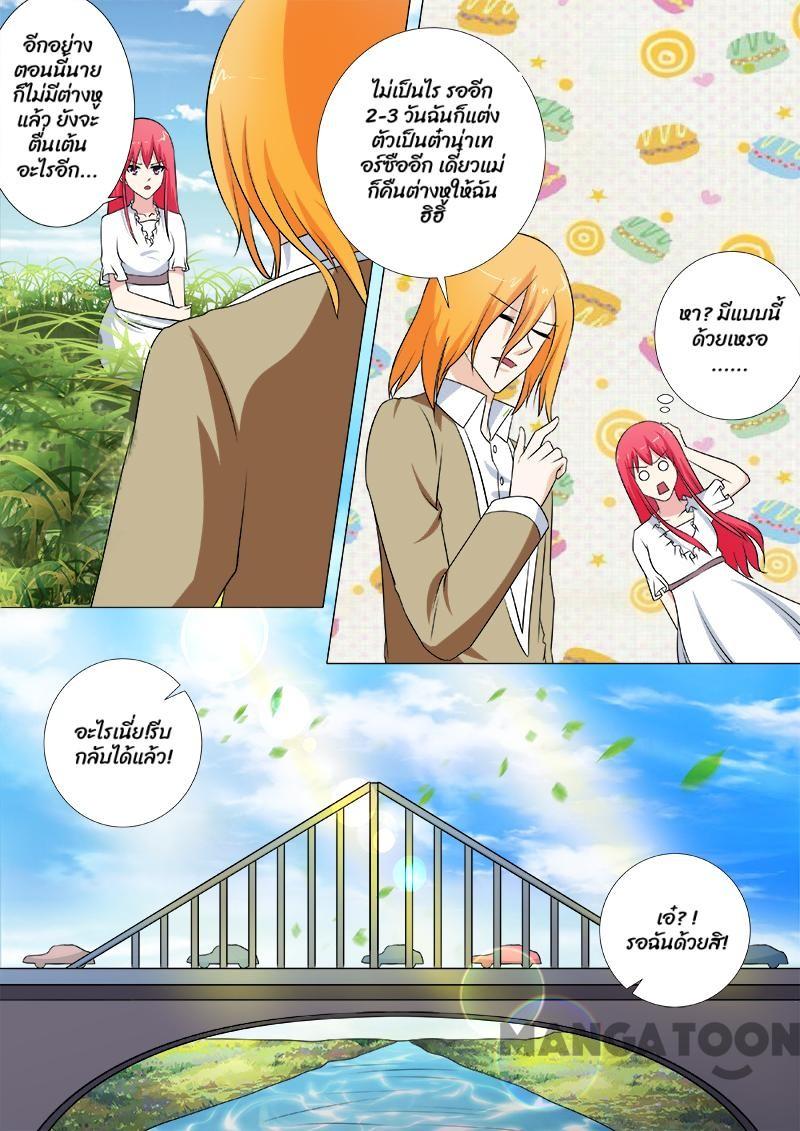 อีกอย่าง
ตอนนี้นาย
ก็ไม่มีต่างหู
แล้ว ยังจะ
ตื่นเต้น
อะไรอีก...
ไม่เป็นไร รออีก
2-3 วันฉันก็แต่ง
ตัวเป็นต๋าน่าเท
อร์ซืออีก เดี๋ยวแม่
ก็คืนต่างหูให้ฉัน
ฮิฮิ
หา? มีแบบนี้
ด้วยเหรอ
......
อะไรเนี่ย!รีบ
กลับได้แล้ว!
เอ๋? !
รอฉันด้วยสิ!
MANGATOON